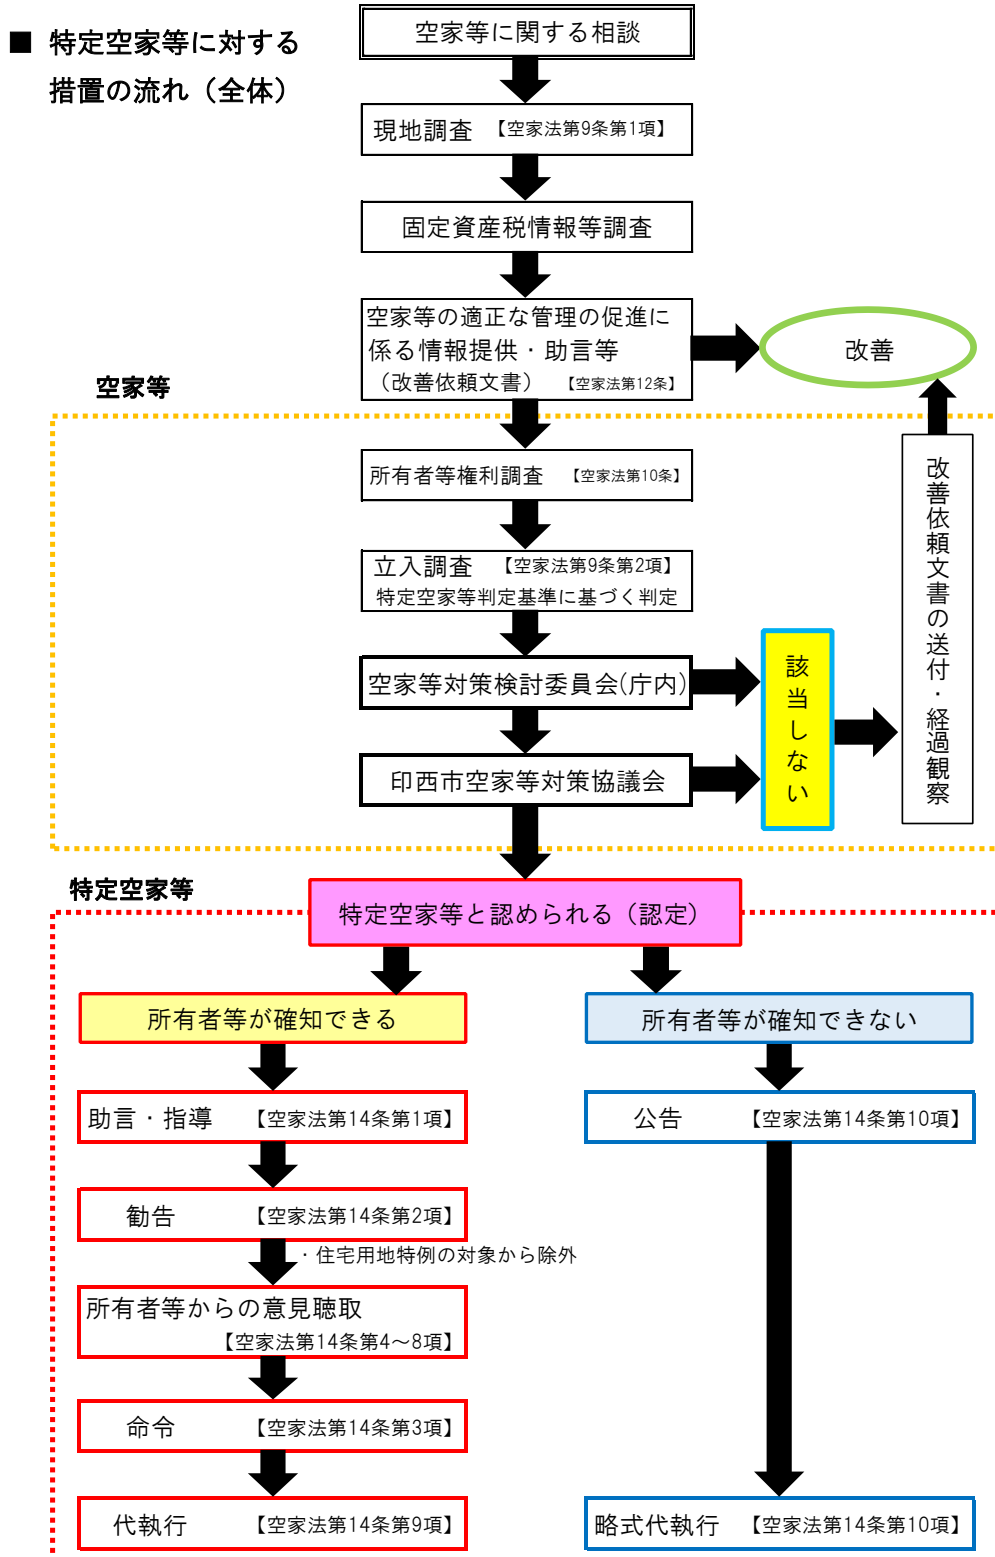 ■ 特定空家等に対する
措置の流れ（全体）
空家等に関する相談
現地調査 【空家法第9条第1項】
固定資産税情報等調査
空家等の適正な管理の促進に
係る情報提供・助言等
（改善依頼文書） 【空家法第12条】
改善
空家等
所有者等権利調査 【空家法第10条】
立入調査 【空家法第9条第2項】
特定空家等判定基準に基づく判定
空家等対策検討委員会(庁内)
印西市空家等対策協議会
該当しない
改善依頼文書の送付・経過観察
特定空家等
特定空家等と認められる（認定）
所有者等が確知できる
助言・指導 【空家法第14条第1項】
勧告 【空家法第14条第2項】
・住宅用地特例の対象から除外
所有者等からの意見聴取
【空家法第14条第4～8項】
命令 【空家法第14条第3項】
代執行 【空家法第14条第9項】
所有者等が確知できない
公告 【空家法第14条第10項】
略式代執行 【空家法第14条第10項】